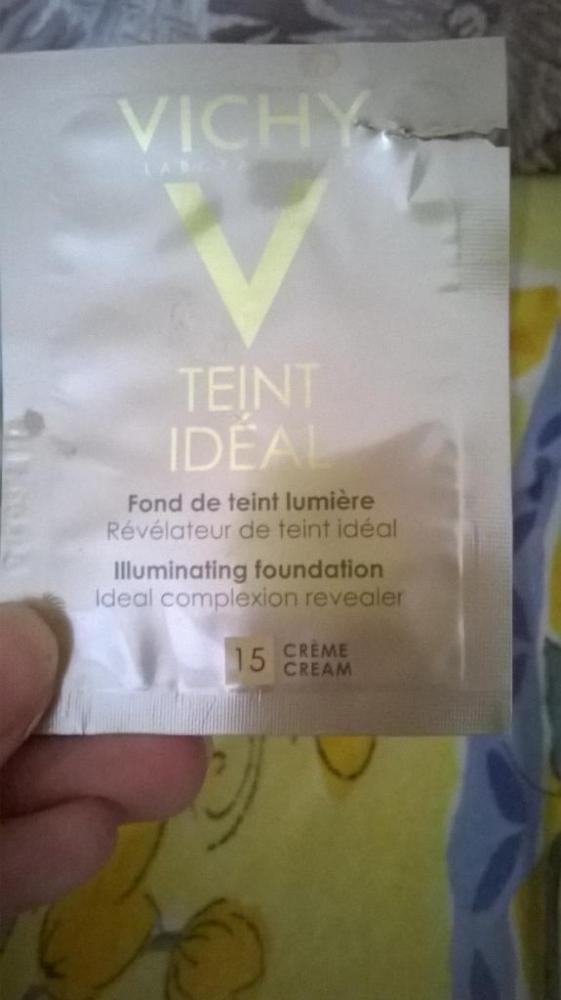 VICHY
V
TEINT
IDÉAL
Fond de teint lumière
Révélateur de teint idéal
Illuminating foundation
Ideal complexion revealer
15 CRÈME
CREAM